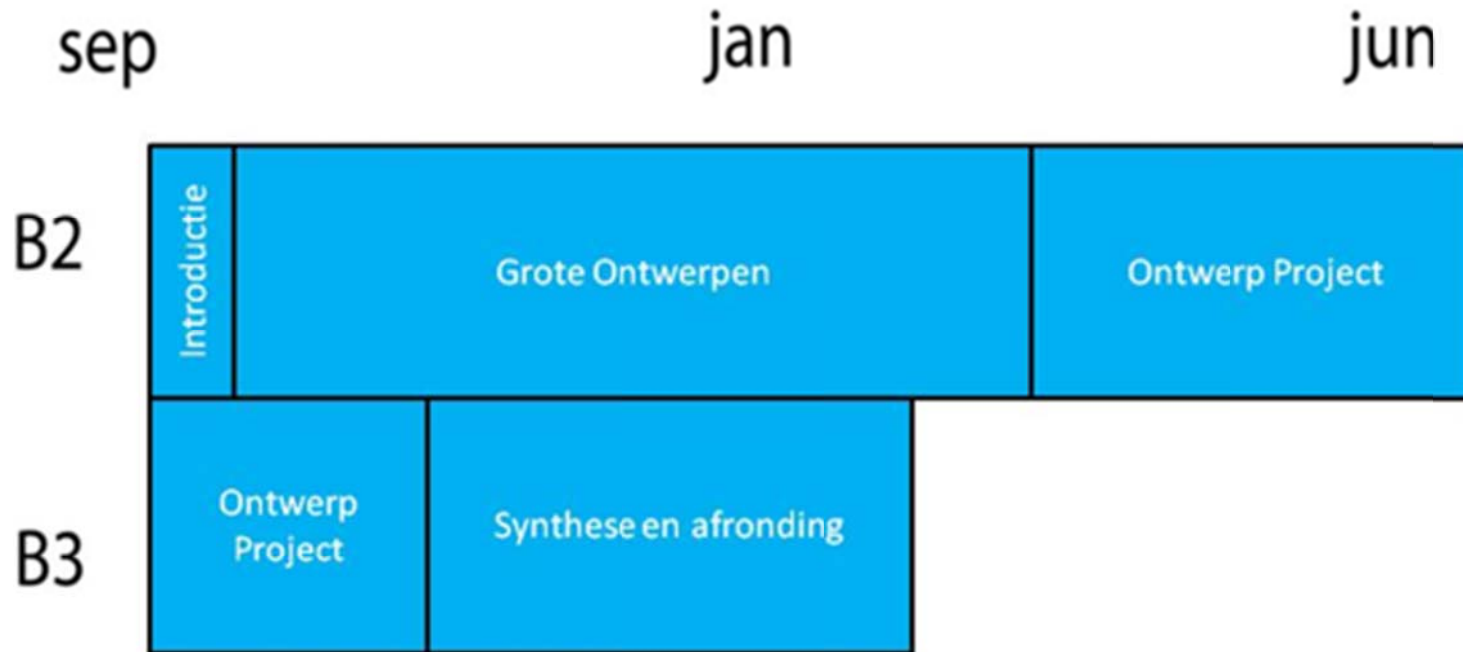 sep jan jun
B2
Introductie
Grote Ontwerpen
Ontwerp Project
B3
Ontwerp
Project
Synthese en afronding